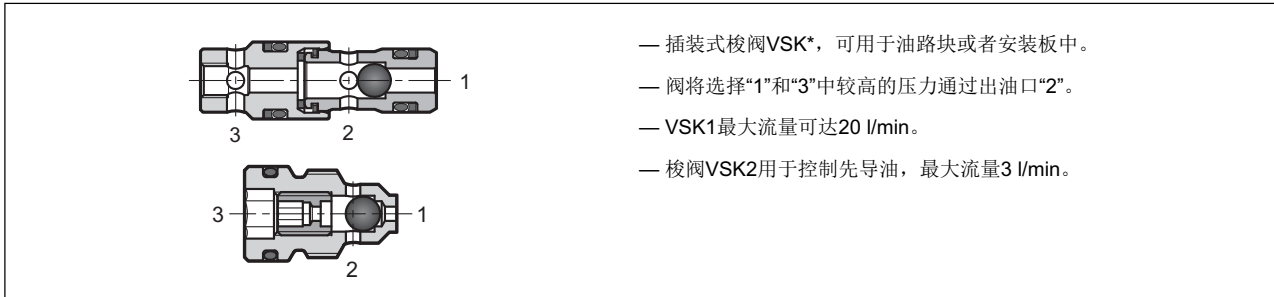 1
3
2
3
1
2
— 插装式梭阀VSK*，可用于油路块或者安装板中。
— 阀将选择“1”和“3”中较高的压力通过出油口“2”。
— VSK1最大流量可达20 l/min。
— 梭阀VSK2用于控制先导油，最大流量3 l/min。